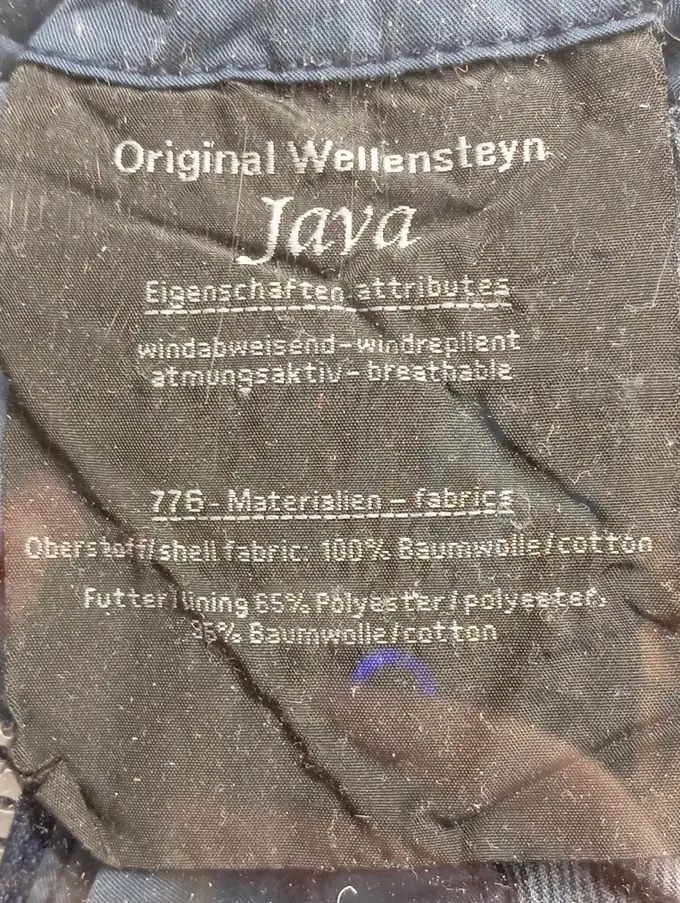 Original Wellensteyn
Java
Eigenschaften attributes
windabweisend-windrepllent
atmungsaktiv-breathable
776-Materialien-fabrics
Oberstoff/shell fabric: 100% Baumwolle/cotton
Futter/lining 65% Polyester/polyester,
35% Baumwolle/cotton